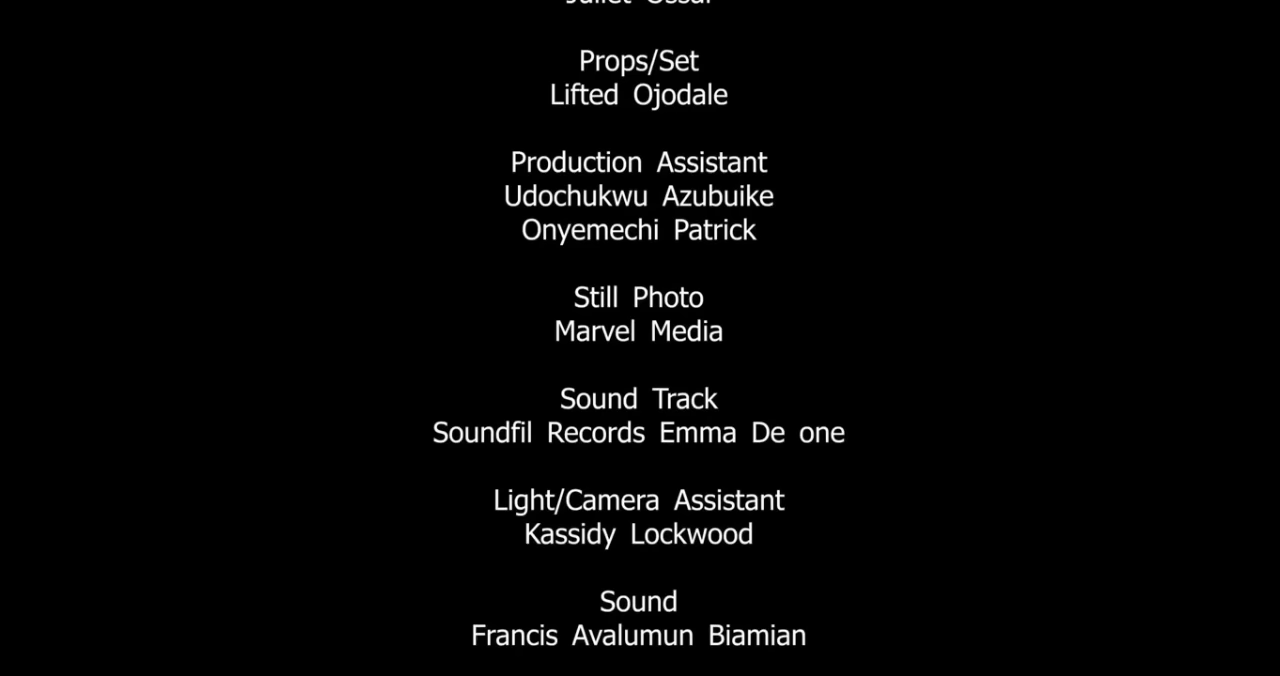 Props/Set
Lifted Ojodale
Production Assistant
Udochukwu Azubuike
Onyemechi Patrick
Still Photo
Marvel Media
Sound Track
Soundfil Records Emma De one
Light/Camera Assistant
Kassidy Lockwood
Sound
Francis Avalumun Biamian